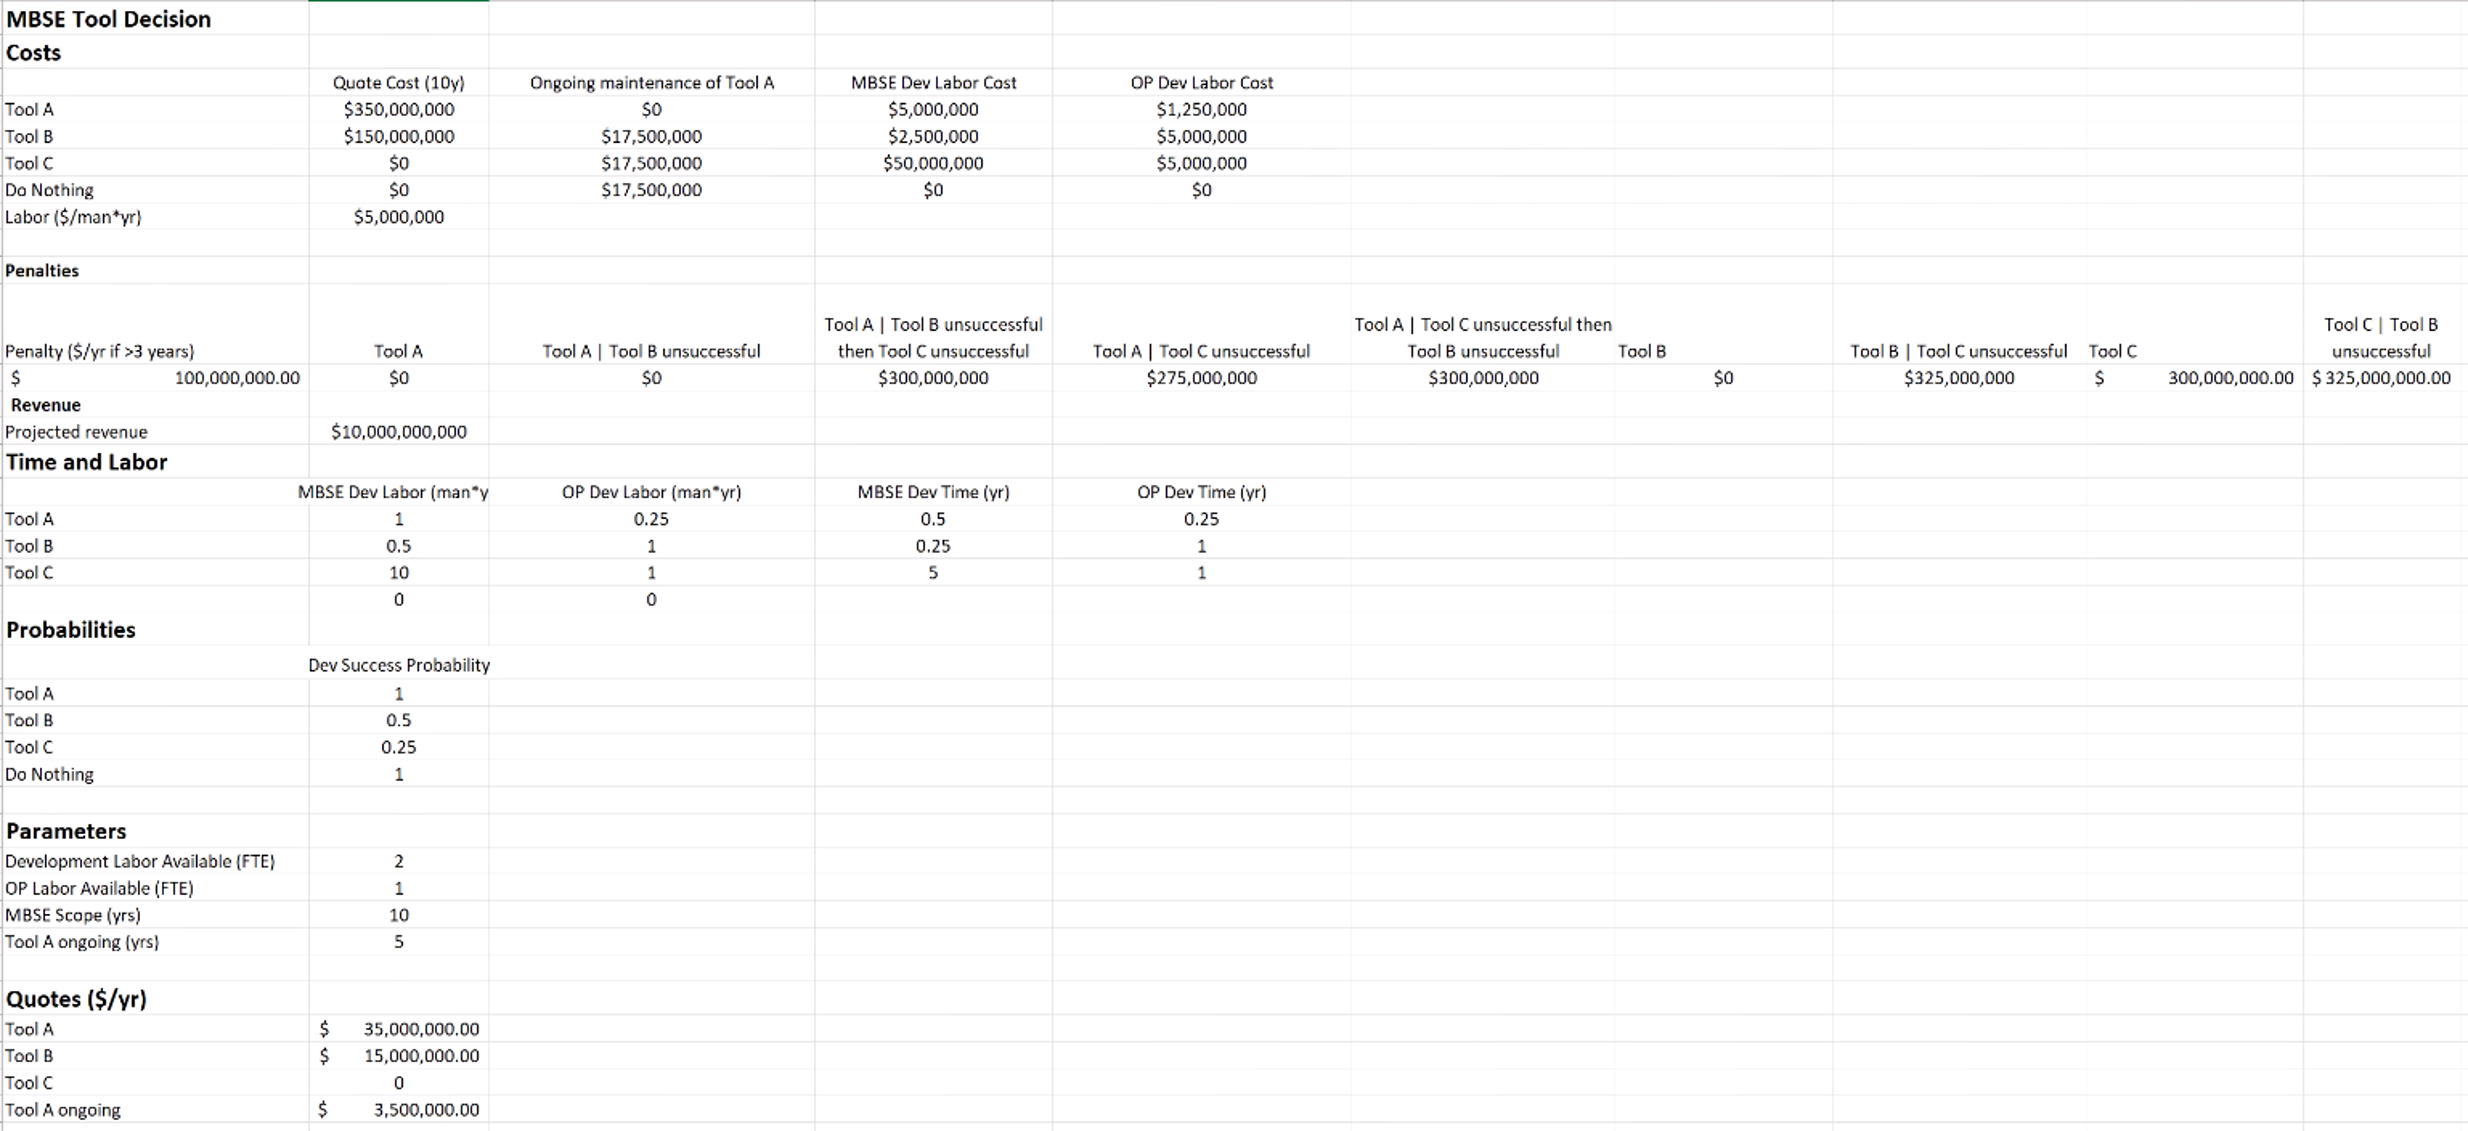 MBSE Tool Decision
Costs
Quote Cost (10y) Ongoing maintenance of Tool A MBSE Dev Labor Cost OP Dev Labor Cost
Tool A $350,000,000 $0 $5,000,000 $1,250,000
Tool B $150,000,000 $17,500,000 $2,500,000 $5,000,000
Tool C $0 $17,500,000 $50,000,000 $5,000,000
Do Nothing $0 $17,500,000 $0 $0
Labor ($/man*yr) $5,000,000
Penalties
Tool A | Tool B unsuccessful Tool A | Tool C unsuccessful then Tool C | Tool B
Penalty ($/yr if >3 years) Tool A Tool A | Tool B unsuccessful then Tool C unsuccessful Tool A | Tool C unsuccessful Tool B unsuccessful Tool B Tool B | Tool C unsuccessful Tool C unsuccessful
$ 100,000,000.00 $0 $0 $300,000,000 $275,000,000 $300,000,000 $0 $325,000,000 $ 300,000,000.00 $ 325,000,000.00
Revenue
Projected revenue $10,000,000,000
Time and Labor
MBSE Dev Labor (man*y OP Dev Labor (man*yr) MBSE Dev Time (yr) OP Dev Time (yr)
Tool A 1 0.25 0.5 0.25
Tool B 0.5 1 0.25 1
Tool C 10 1 5 1
0 0
Probabilities
Dev Success Probability
Tool A 1
Tool B 0.5
Tool C 0.25
Do Nothing 1
Parameters
Development Labor Available (FTE) 2
OP Labor Available (FTE) 1
MBSE Scope (yrs) 10
Tool A ongoing (yrs) 5
Quotes ($/yr)
Tool A $ 35,000,000.00
Tool B $ 15,000,000.00
Tool C 0
Tool A ongoing $ 3,500,000.00